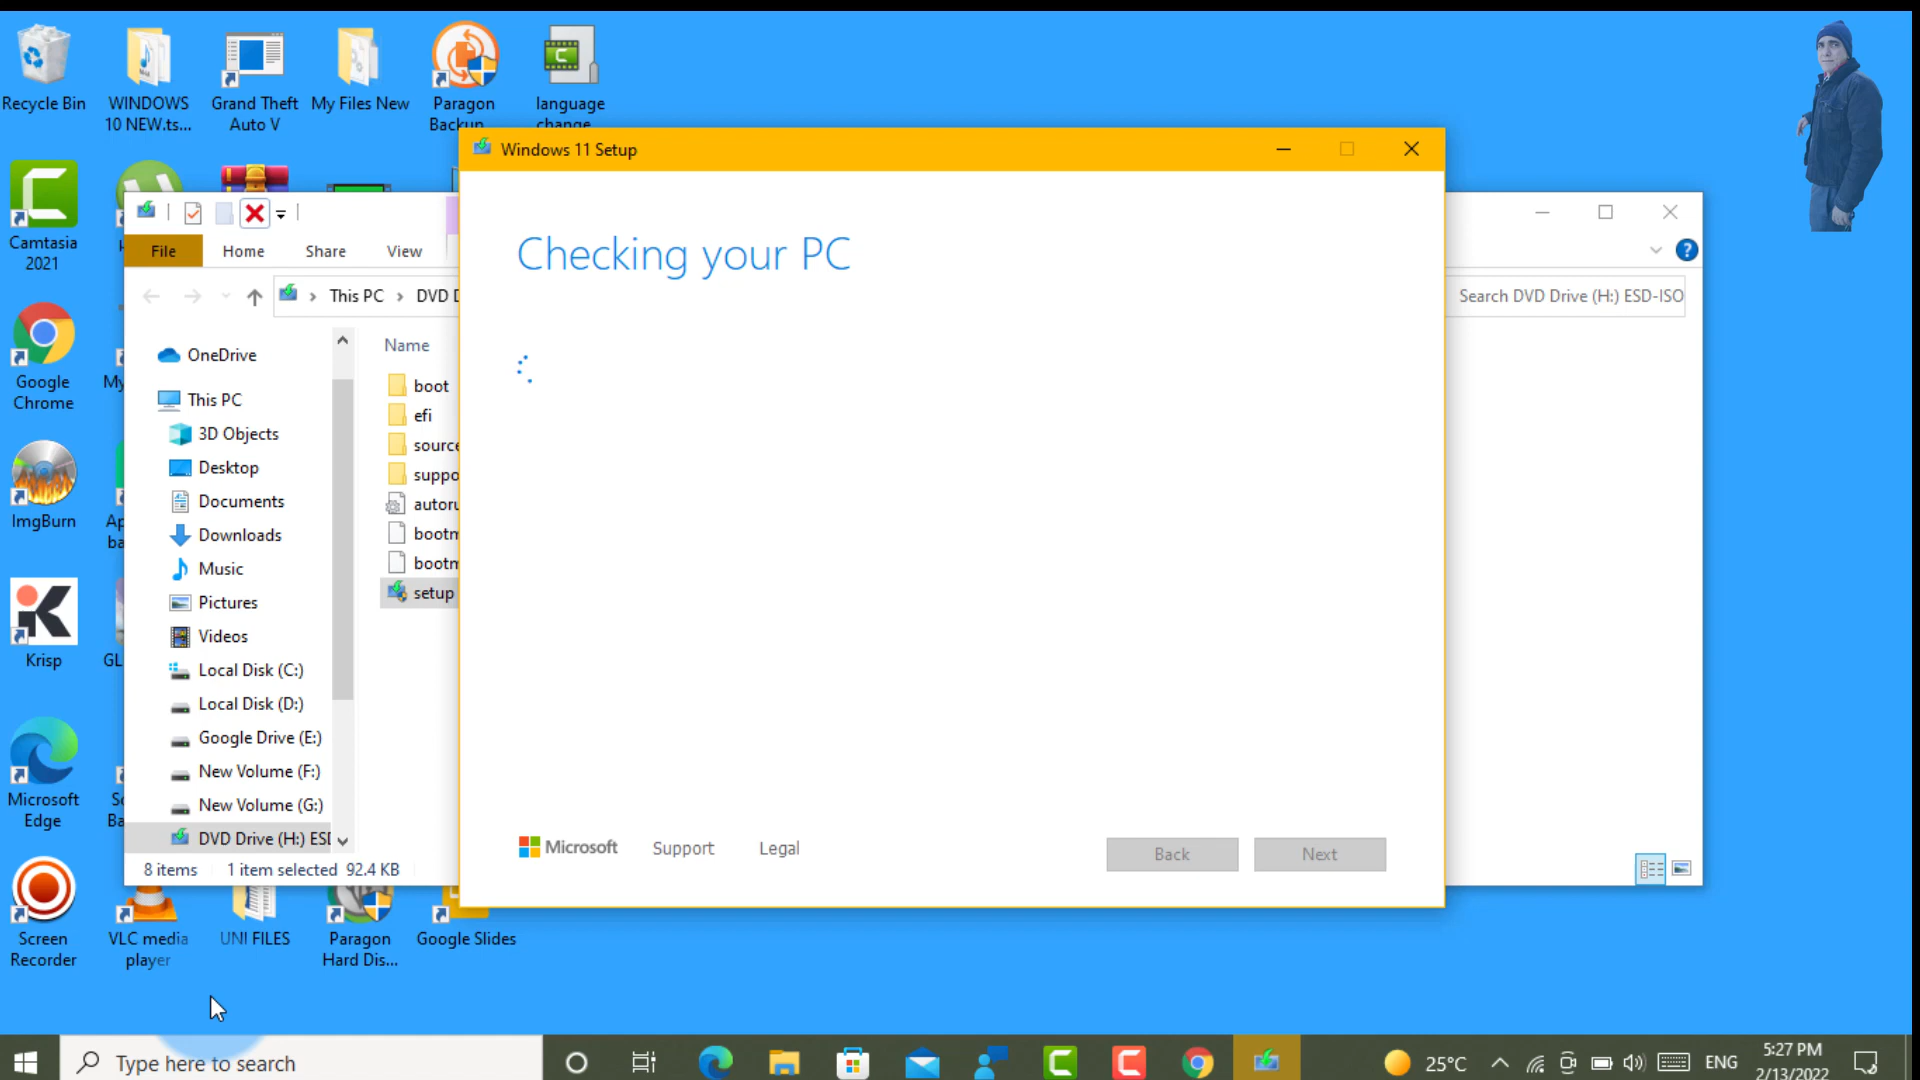 Recycle Bin
WINDOWS
10 NEW.ts...
Grand Theft
Auto V
My Files New
Paragon
Backup
language
change
Camtasia
2021
Google
Chrome
ImgBurn
Krisp
GL
Microsoft
Edge
Screen
Recorder
VLC media
player
UNI FILES
Paragon
Hard Dis...
Google Slides
File
Home
Share
View
This PC
DVD D
Search DVD Drive (H:) ESD-ISO
OneDrive
This PC
3D Objects
Desktop
Documents
Downloads
Music
Pictures
Videos
Local Disk (C:)
Local Disk (D:)
Google Drive (E:)
New Volume (F:)
New Volume (G:)
DVD Drive (H:) ESD
Name
boot
efi
source
suppo
autoru
bootm
bootm
setup
8 items
1 item selected
92.4 KB
Windows 11 Setup
Checking your PC
Microsoft
Support
Legal
Back
Next
Type here to search
25°C
ENG
5:27 PM
2/13/2022